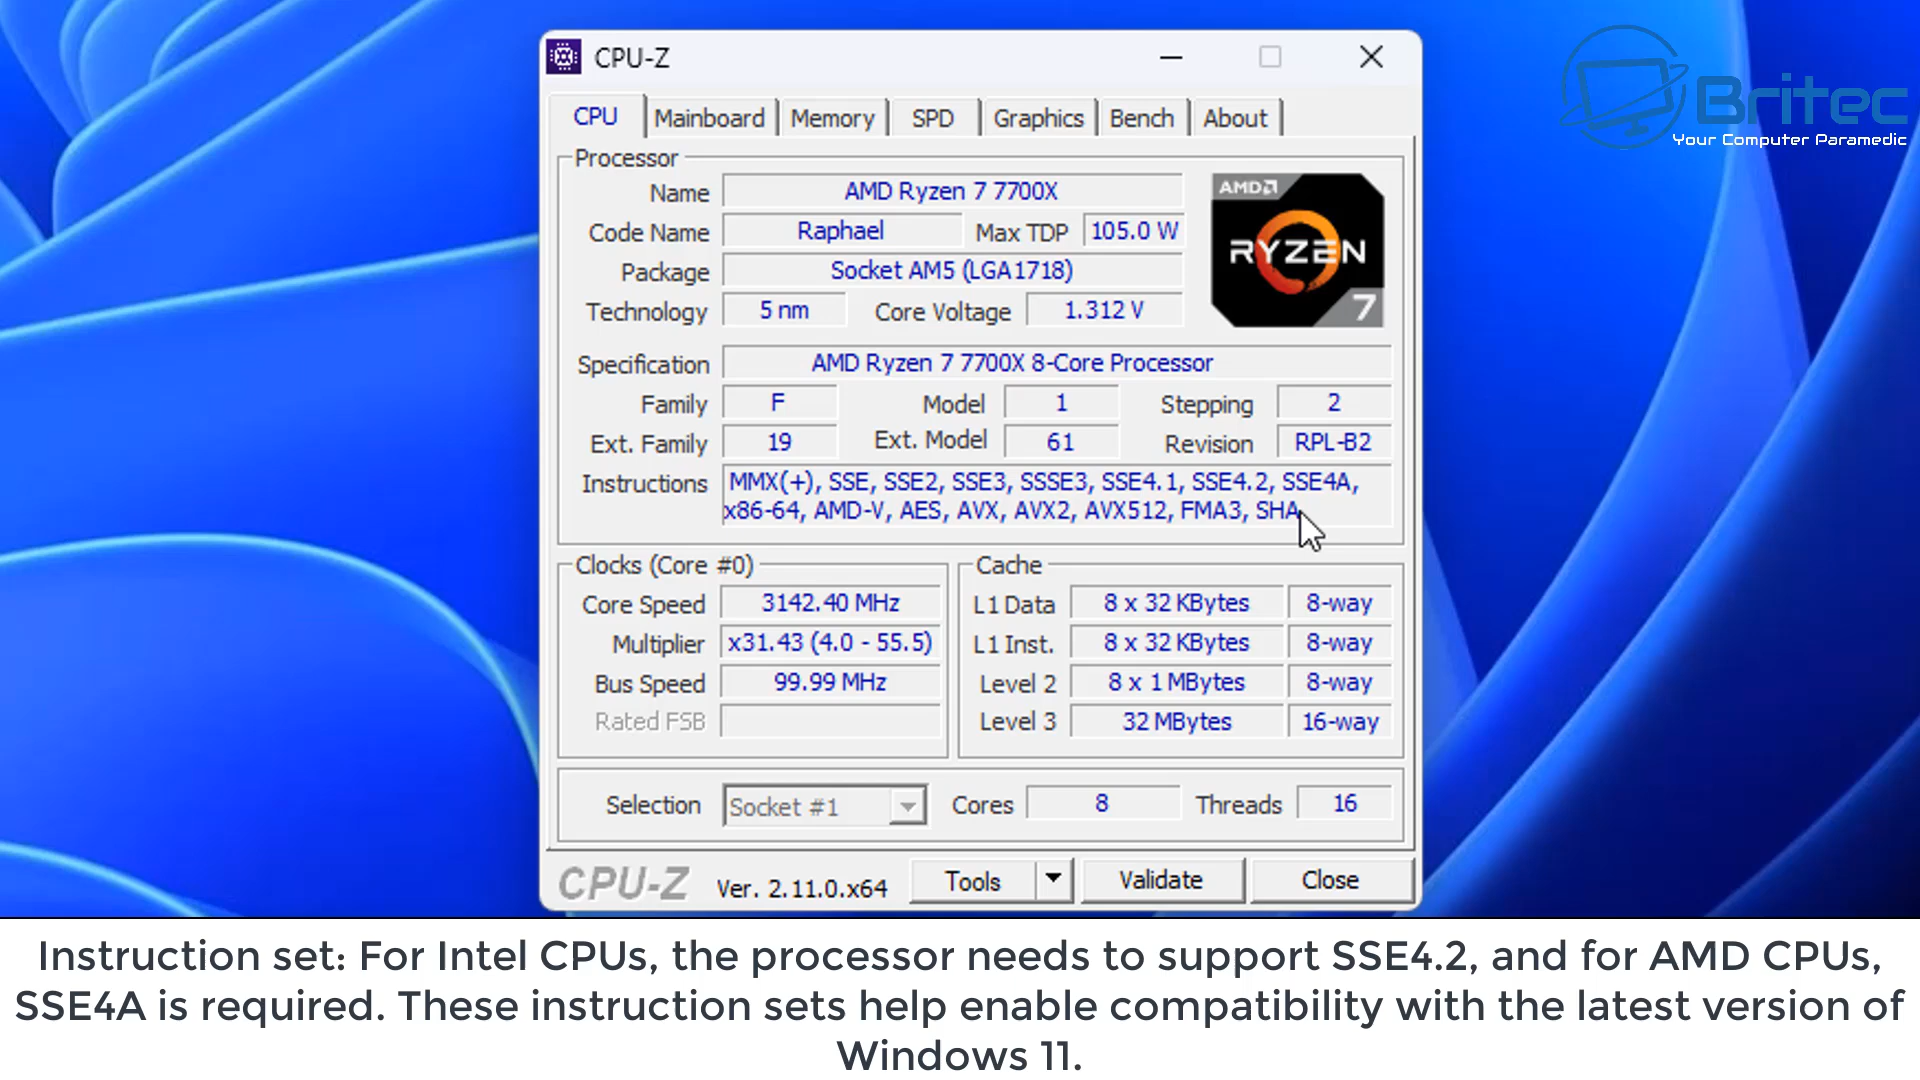 CPU-Z
Britec
Your Computer Paramedic
CPU Mainboard Memory SPD Graphics Bench About
Processor
Name AMD Ryzen 7 7700X
AMD
RYZEN
7
Code Name Raphael Max TDP 105.0 W
Package Socket AM5 (LGA1718)
Technology 5 nm Core Voltage 1.312 V
Specification AMD Ryzen 7 7700X 8-Core Processor
Family F Model 1 Stepping 2
Ext. Family 19 Ext. Model 61 Revision RPL-B2
Instructions MMX(+), SSE, SSE2, SSE3, SSSE3, SSE4.1, SSE4.2, SSE4A,
x86-64, AMD-V, AES, AVX, AVX2, AVX512, FMA3, SHA
Clocks (Core #0)
Core Speed 3142.40 MHz
Multiplier x31.43 (4.0 - 55.5)
Bus Speed 99.99 MHz
Rated FSB
Cache
L1 Data 8 x 32 KBytes 8-way
L1 Inst. 8 x 32 KBytes 8-way
Level 2 8 x 1 MBytes 8-way
Level 3 32 MBytes 16-way
Selection Socket #1 Cores 8 Threads 16
CPU-Z Ver. 2.11.0.x64 Tools Validate Close
Instruction set: For Intel CPUs, the processor needs to support SSE4.2, and for AMD CPUs,
SSE4A is required. These instruction sets help enable compatibility with the latest version of
Windows 11.